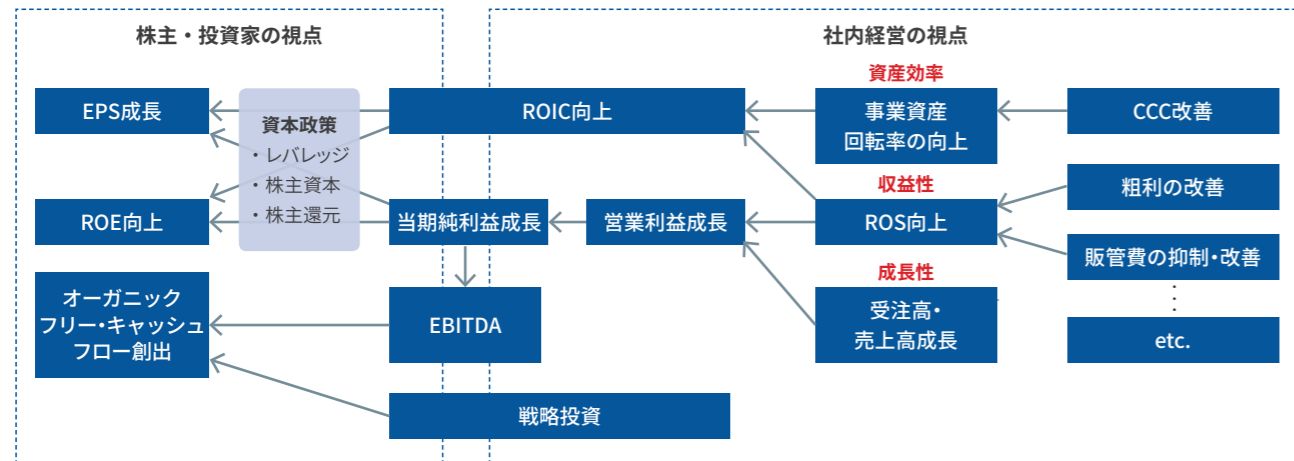 株主・投資家の視点
EPS成長
ROE向上
オーガニック
フリー・キャッシュ
フロー創出
資本政策
・レバレッジ
・株主資本
・株主還元
社内経営の視点
ROIC向上
当期純利益成長
営業利益成長
EBITDA
戦略投資
資産効率
事業資産
回転率の向上
収益性
ROS向上
成長性
受注高・
売上高成長
CCC改善
粗利の改善
販管費の抑制・改善
etc.